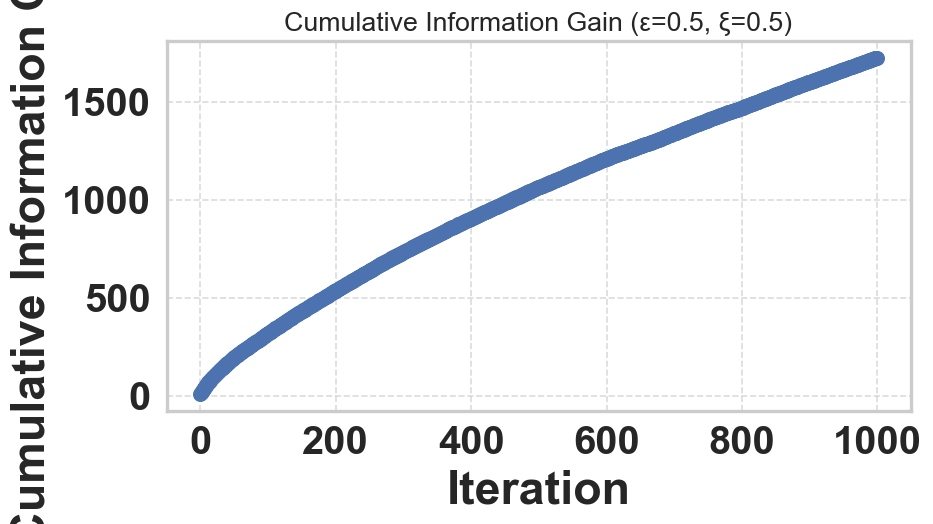 Cumulative Information Gain (ε=0.5, ξ=0.5)
Cumulative Information
1500
1000
500
0
0 200 400 600 800 1000
Iteration